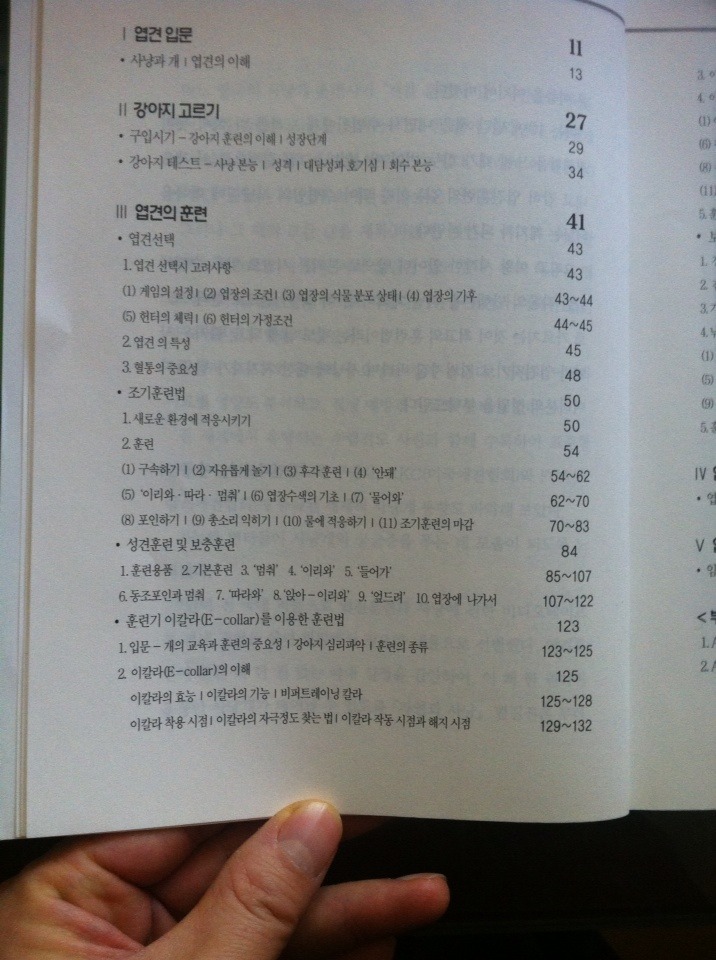 I 엽견 입문 11
• 사냥과 개 | 엽견의 이해 13
II 강아지 고르기 27
• 구입시기 - 강아지 훈련의 이해 | 성장단계 29
• 강아지 테스트 - 사냥 본능 | 성격 | 대담성과 호기심 | 회수 본능 34
III 엽견의 훈련 41
• 엽견선택 43
1. 엽견 선택시 고려사항 43
(1) 게임의 설정 | (2) 엽장의 조건 | (3) 엽장의 식물 분포 상태 | (4) 엽장의 기후 43~44
(5) 헌터의 체력 | (6) 헌터의 가정조건 44~45
2. 엽견 의 특성 45
3. 혈통의 중요성 48
• 조기훈련법 50
1. 새로운 환경에 적응시키기 50
2. 훈련 54
(1) 구속하기 | (2) 자유롭게 놀기 | (3) 후각 훈련 | (4) '안돼' 54~62
(5) '이리와 · 따라 · 멈춰' | (6) 엽장수색의 기초 | (7) '물어와' 62~70
(8) 포인하기 | (9) 총소리 익히기 | (10) 물에 적응하기 | (11) 조기훈련의 마감 70~83
• 성견훈련 및 보충훈련 84
1. 훈련용품 2. 기본훈련 3. '멈춰' 4. '이리와' 5. '들어가' 85~107
6. 동조포인과 멈춰 7. '따라와' 8. '앉아 - 이리와' 9. '엎드려' 10. 엽장에 나가서 107~122
• 훈련기 이칼라(E-collar)를 이용한 훈련법 123
1. 입문 - 개의 교육과 훈련의 중요성 | 강아지 심리파악 | 훈련의 종류 123~125
2. 이칼라(E-collar)의 이해 125
이칼라의 효능 | 이칼라의 기능 | 비퍼트레이닝 칼라 125~128
이칼라 착용 시점 | 이칼라의 자극정도 찾는 법 | 이칼라 작동 시점과 해지 시점 129~132
3.
4.
(1)
(6)
(8)
(11
5.
•
1.
2.
3.
4.
(1)
(5)
(9)
5.
IV
•
V
•
<
1.
2.